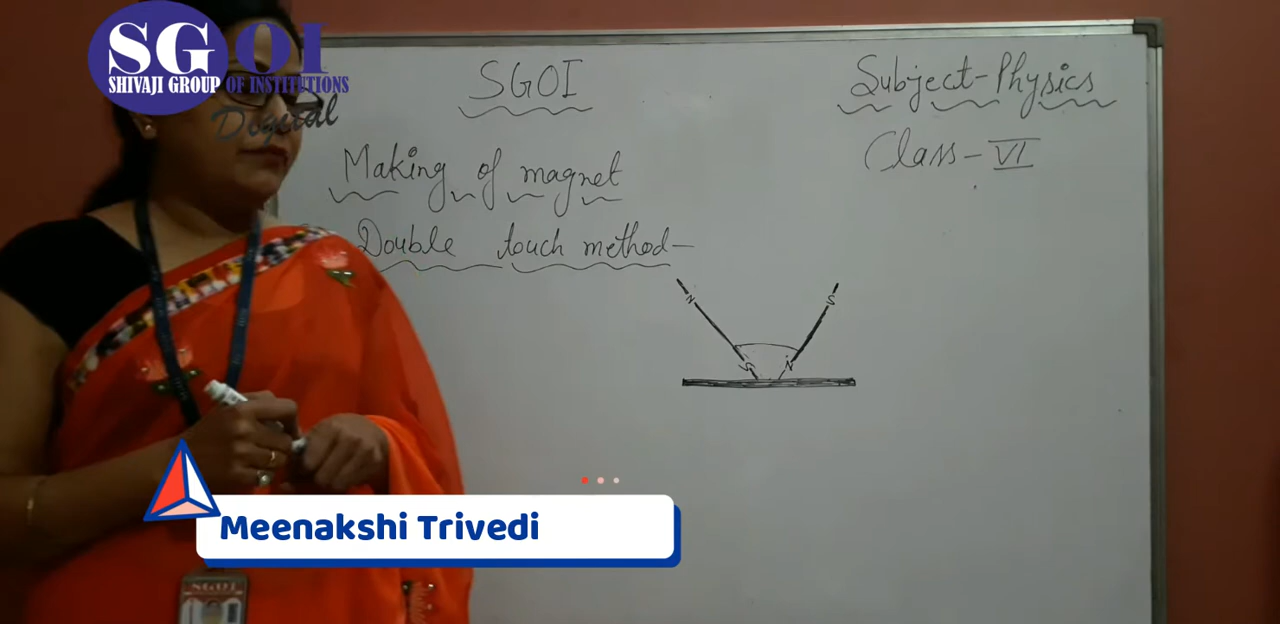 SGOI
SHIVAJI GROUP OF INSTITUTIONS
Digital
SGOI
Subject-Physics
Class-VI
Making of magnet
Double touch method-
N S
S N
Meenakshi Trivedi
SGOI